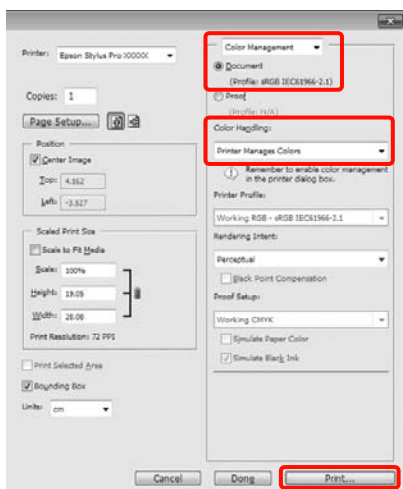 Printer: Epson Stylus Pro XXXXX
Copies: 1
Page Setup...
Position
Center Image
Top: 4.162
Left: -3.527
Scaled Print Size
Scale to Fit Media
Scale: 100%
Height: 19.05
Width: 28.08
Print Resolution: 72 PPI
Print Selected Area
Bounding Box
Units: cm
Color Management
Document
(Profile: sRGB IEC61966-2.1)
Proof
(Profile: N/A)
Color Handling:
Printer Manages Colors
Remember to enable color management
in the printer dialog box.
Printer Profile:
Working RGB - sRGB IEC61966-2.1
Rendering Intent:
Perceptual
Black Point Compensation
Proof Setup:
Working CMYK
Simulate Paper Color
Simulate Black Ink
Cancel
Done
Print...